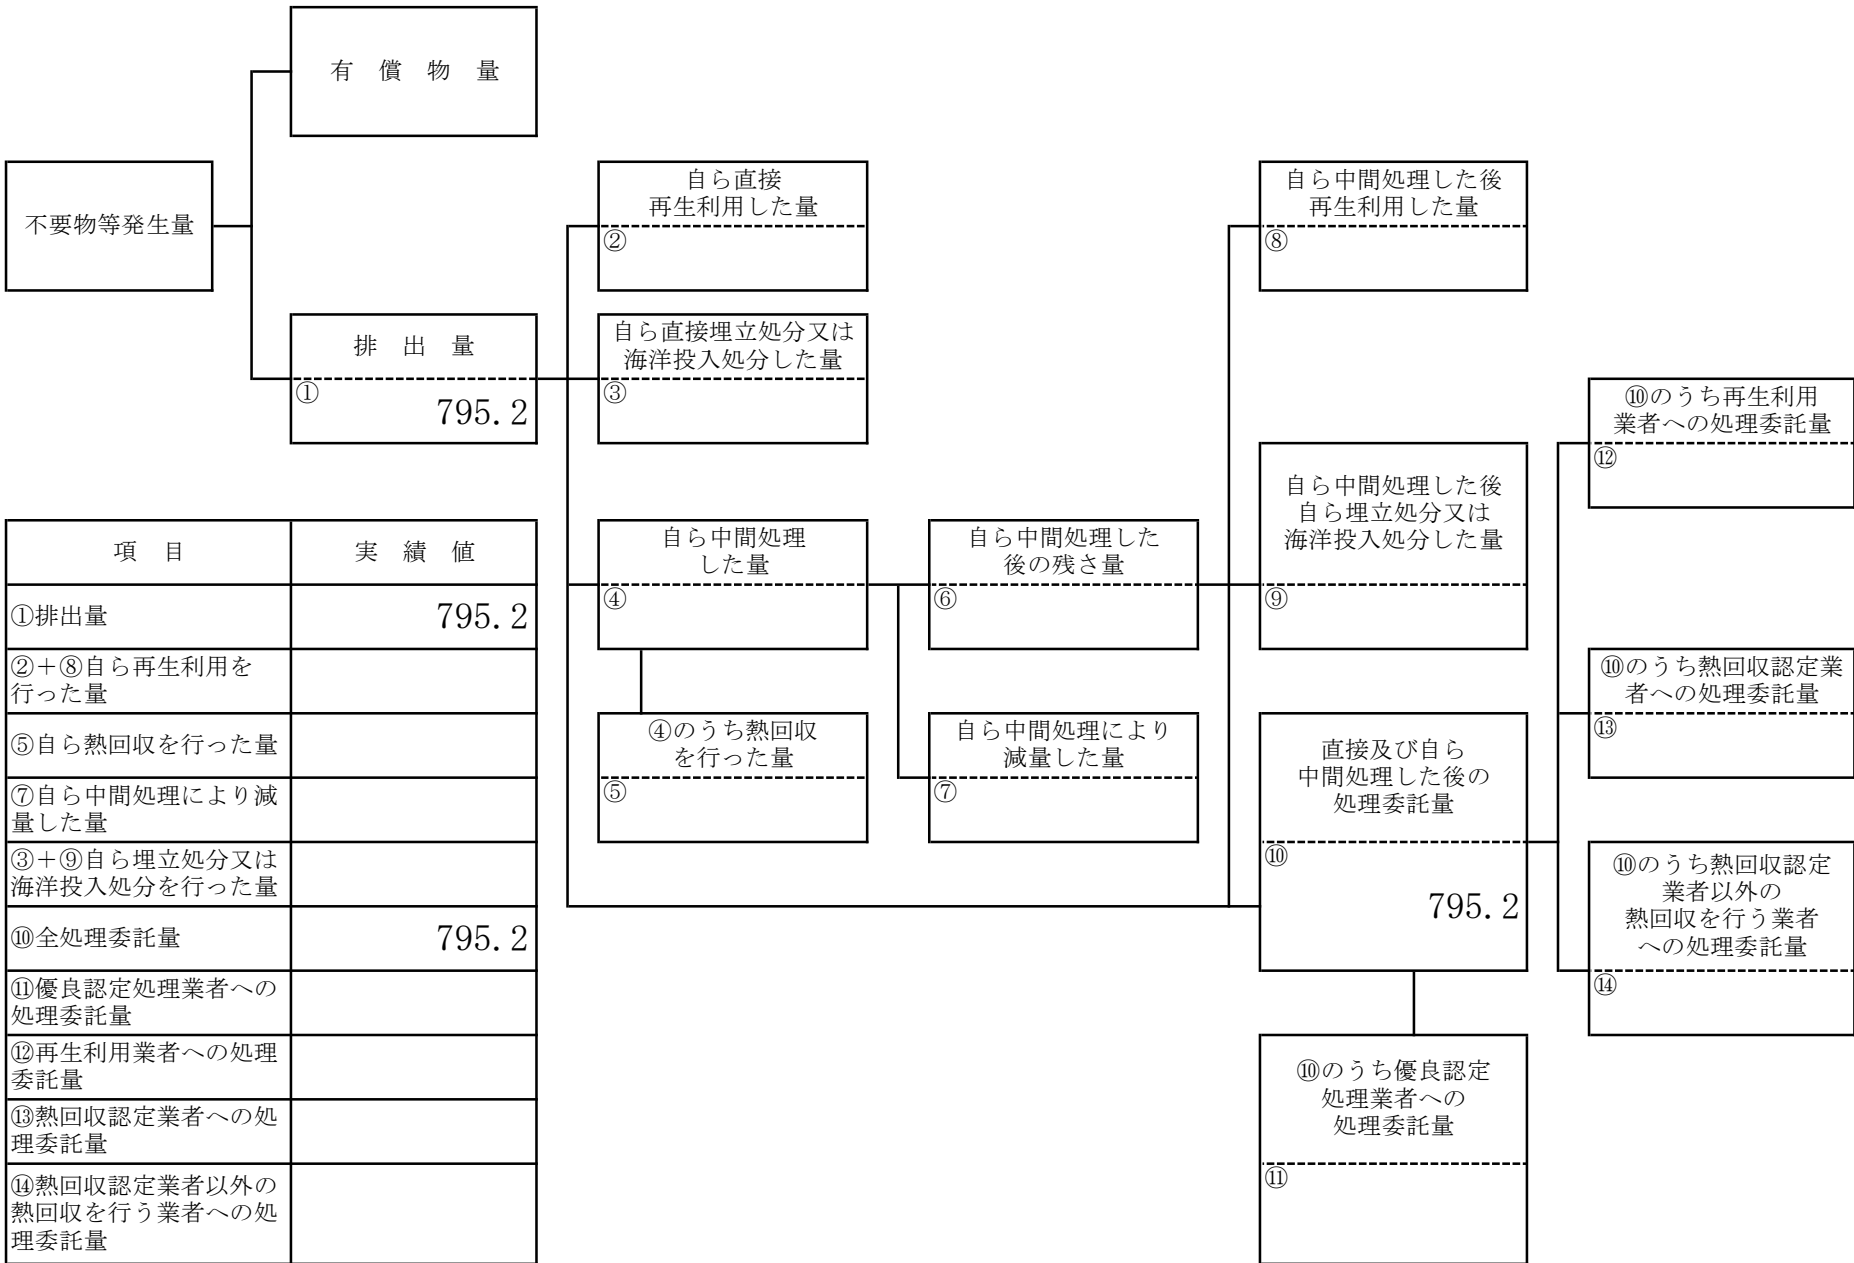 有 償 物 量
不要物等発生量
排 出 量
①
795.2
自ら直接
再生利用した量
②
自ら直接埋立処分又は
海洋投入処分した量
③
自ら中間処理
した量
④
④のうち熱回収
を行った量
⑤
自ら中間処理した
後の残さ量
⑥
自ら中間処理により
減量した量
⑦
自ら中間処理した後
再生利用した量
⑧
自ら中間処理した後
自ら埋立処分又は
海洋投入処分した量
⑨
直接及び自ら
中間処理した後の
処理委託量
⑩
795.2
⑩のうち優良認定
処理業者への
処理委託量
⑪
⑩のうち再生利用
業者への処理委託量
⑫
⑩のうち熱回収認定業
者への処理委託量
⑬
⑩のうち熱回収認定
業者以外の
熱回収を行う業者
への処理委託量
⑭
項 目
実 績 値
①排出量
795.2
②+⑧自ら再生利用を
行った量
⑤自ら熱回収を行った量
⑦自ら中間処理により減
量した量
③+⑨自ら埋立処分又は
海洋投入処分を行った量
⑩全処理委託量
795.2
⑪優良認定処理業者への
処理委託量
⑫再生利用業者への処理
委託量
⑬熱回収認定業者への処
理委託量
⑭熱回収認定業者以外の
熱回収を行う業者への処
理委託量